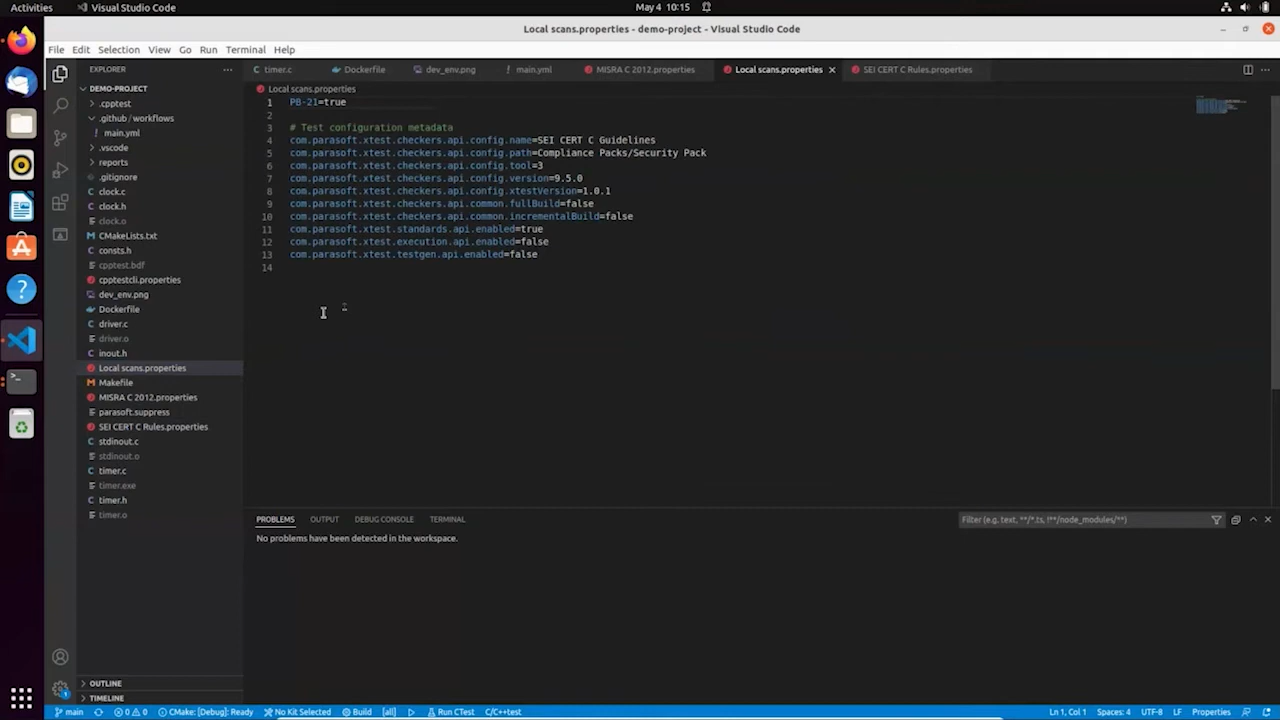 Activities
Visual Studio Code
May 4 10:15
Local scans.properties - demo-project - Visual Studio Code
File Edit Selection View Go Run Terminal Help
EXPLORER
timer.c
Dockerfile
dev_env.png
main.yml
MISRA C 2012.properties
Local scans.properties
SEI CERT C Rules.properties
DEMO-PROJECT
.cpptest
.github / workflows
main.yml
.vscode
reports
.gitignore
clock.c
clock.h
clock.o
CMakeLists.txt
consts.h
cpptest.bdf
cpptestcli.properties
dev_env.png
Dockerfile
driver.c
driver.o
inout.h
Local scans.properties
Makefile
MISRA C 2012.properties
parasoft.suppress
SEI CERT C Rules.properties
stdinout.c
stdinout.o
timer.c
timer.exe
timer.h
timer.o
OUTLINE
TIMELINE
Local scans.properties
1 PB-21=true
2
3 # Test configuration metadata
4 com.parasoft.xtest.checkers.api.config.name=SEI CERT C Guidelines
5 com.parasoft.xtest.checkers.api.config.path=Compliance Packs/Security Pack
6 com.parasoft.xtest.checkers.api.config.tool=3
7 com.parasoft.xtest.checkers.api.config.version=9.5.0
8 com.parasoft.xtest.checkers.api.config.xtestVersion=1.0.1
9 com.parasoft.xtest.checkers.api.common.fullBuild=false
10 com.parasoft.xtest.checkers.api.common.incrementalBuild=false
11 com.parasoft.xtest.standards.api.enabled=true
12 com.parasoft.xtest.execution.api.enabled=false
13 com.parasoft.xtest.testgen.api.enabled=false
14
PROBLEMS OUTPUT DEBUG CONSOLE TERMINAL
Filter (e.g. text, **/*.ts, !**/node_modules/**)
No problems have been detected in the workspace.
main
0 0
CMake: [Debug]: Ready
No Kit Selected
Build
[all]
Run CTest
C/C++test
Ln 1, Col 1
Spaces: 4
UTF-8
LF
Properties